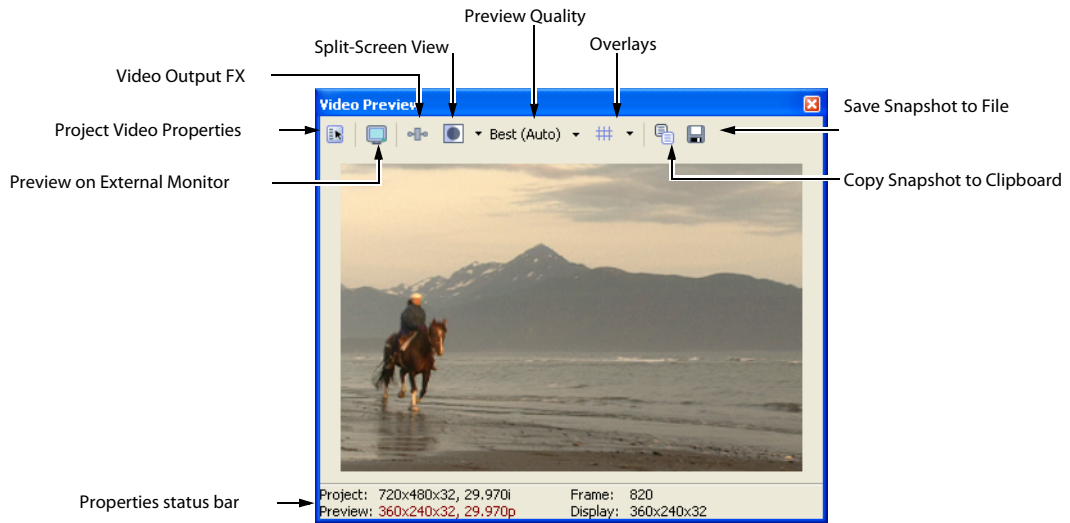 Preview Quality
Split-Screen View
Overlays
Video Output FX
Save Snapshot to File
Project Video Properties
Preview on External Monitor
Copy Snapshot to Clipboard
Video Preview
Best (Auto)
Properties status bar
Project: 720x480x32, 29.970i
Frame: 820
Preview: 360x240x32, 29.970p
Display: 360x240x32